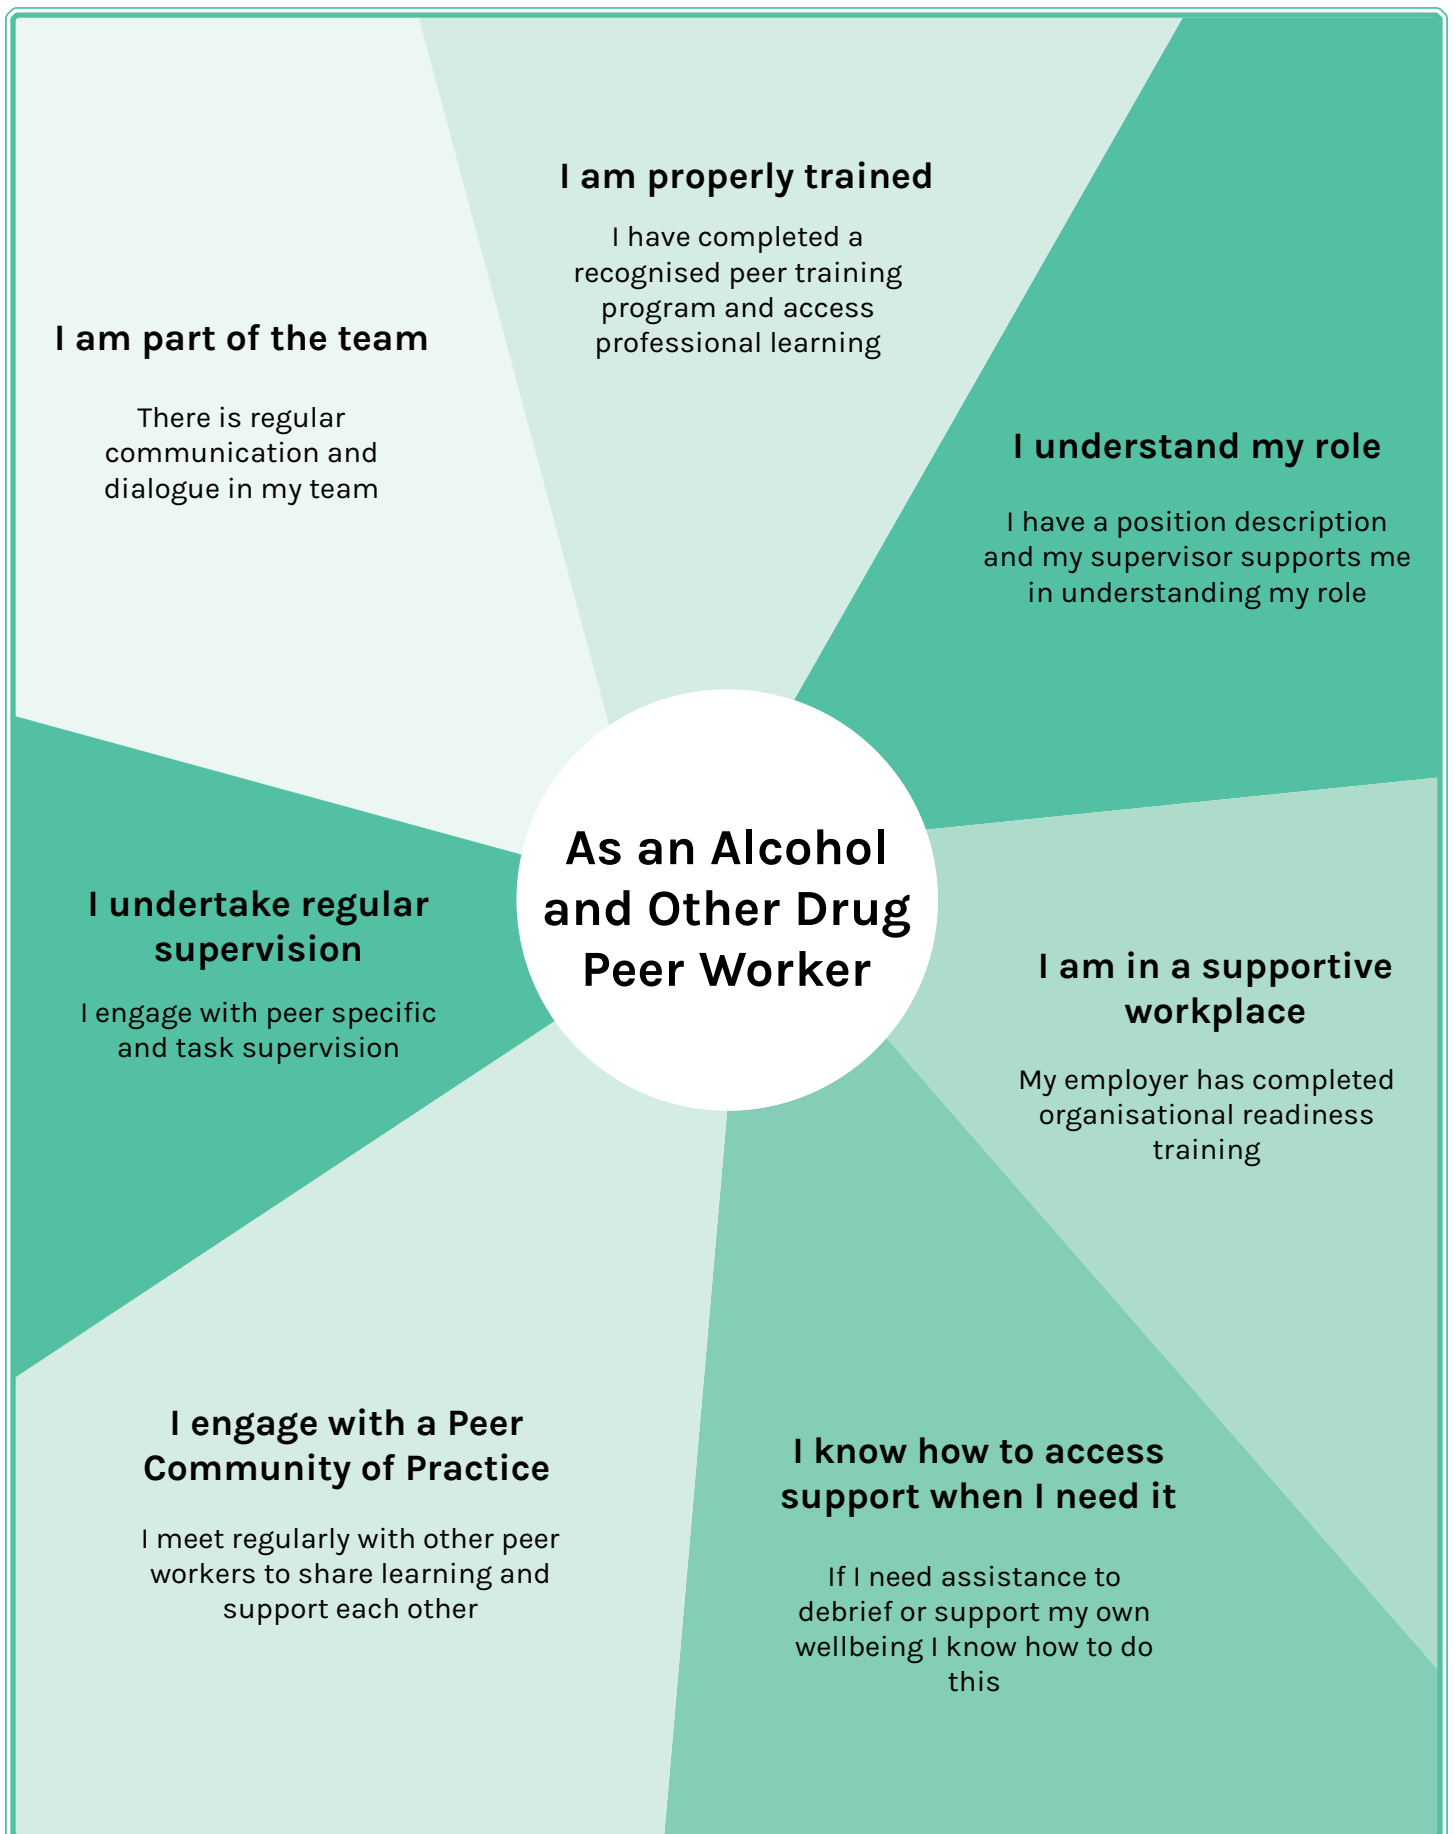 I am properly trained
I have completed a
recognised peer training
program and access
professional learning
I am part of the team
There is regular
communication and
dialogue in my team
I understand my role
I have a position description
and my supervisor supports me
in understanding my role
As an Alcohol
and Other Drug
Peer Worker
I undertake regular
supervision
I engage with peer specific
and task supervision
I am in a supportive
workplace
My employer has completed
organisational readiness
training
I engage with a Peer
Community of Practice
I meet regularly with other peer
workers to share learning and
support each other
I know how to access
support when I need it
If I need assistance to
debrief or support my own
wellbeing I know how to do
this